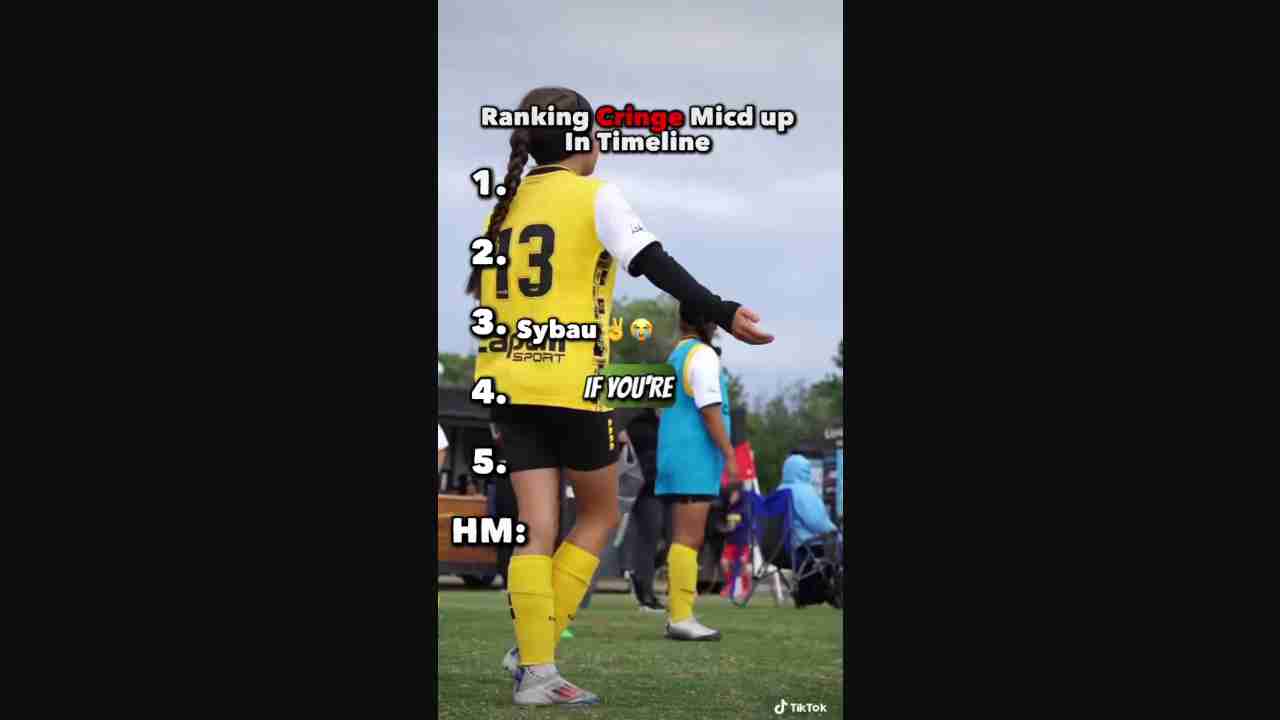 Ranking Cringe Micd up
In Timeline
1.
13
2.
3. Sybau ✌️😭
SPORT
IF YOU'RE
4.
5.
HM:
TikTok